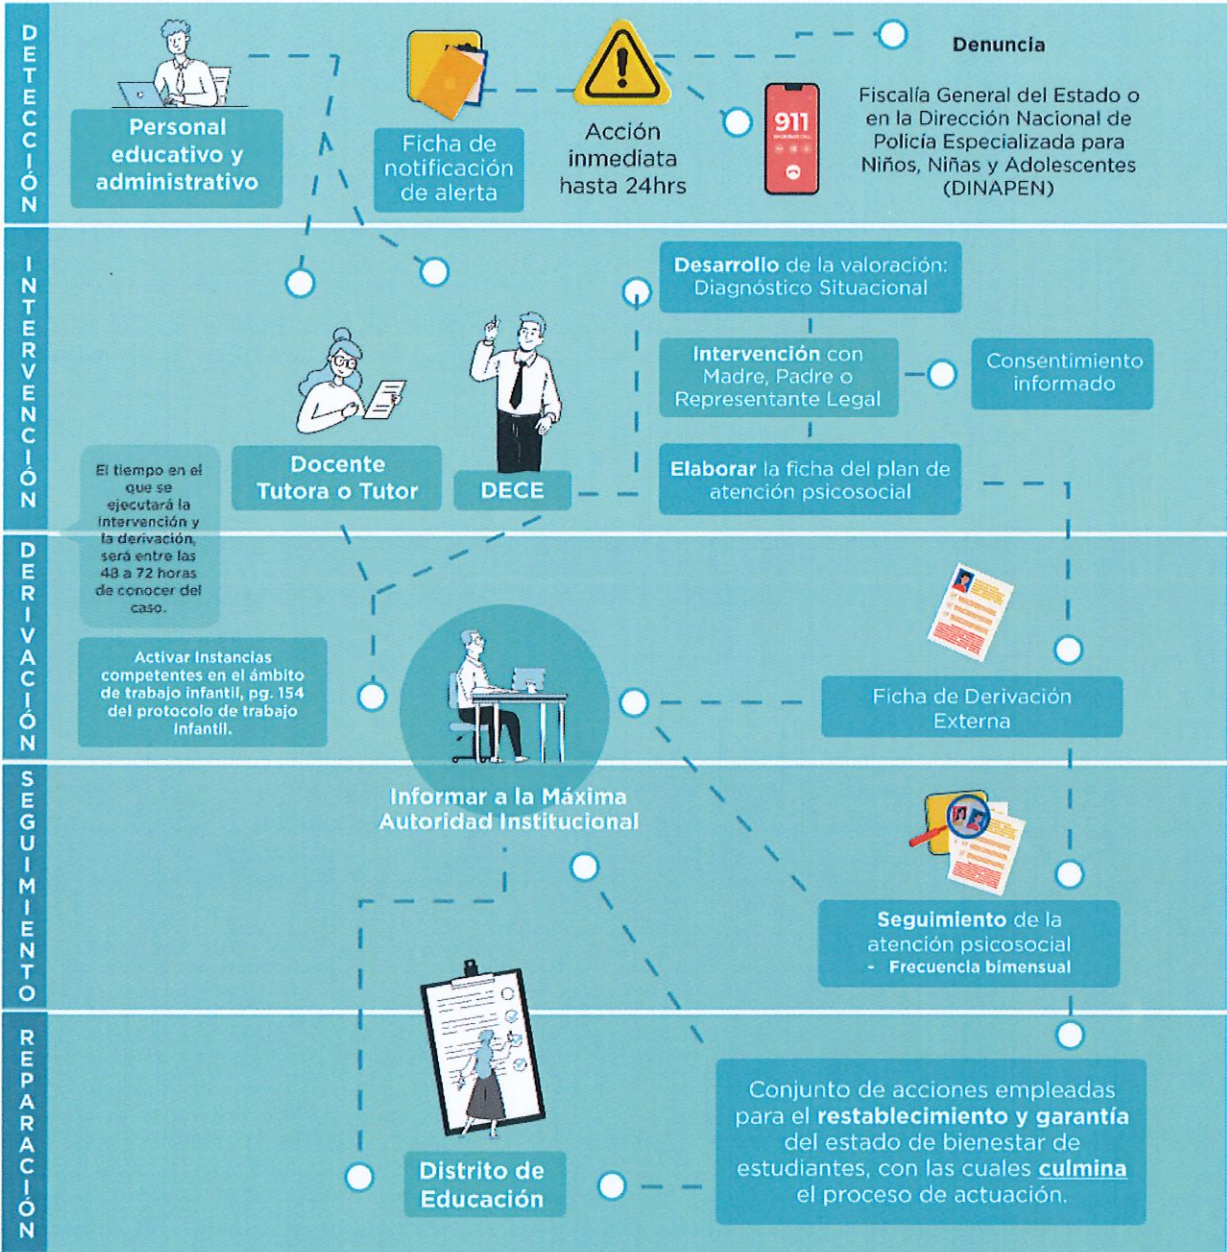 DETECCIÓN
Personal
educativo y
administrativo
Ficha de
notificación
de alerta
Acción
inmediata
hasta 24hrs
911
Denuncia
Fiscalía General del Estado o
en la Dirección Nacional de
Policía Especializada para
Niños, Niñas y Adolescentes
(DINAPEN)
INTERVENCIÓN
Docente
Tutora o Tutor
DECE
Desarrollo de la valoración:
Diagnóstico Situacional
Intervención con
Madre, Padre o
Representante Legal
Consentimiento
informado
Elaborar la ficha del plan de
atención psicosocial
El tiempo en el
que se
ejecutará la
intervención y
la derivación,
será entre las
48 a 72 horas
de conocer del
caso.
DERIVACIÓN
Activar Instancias
competentes en el ámbito
de trabajo infantil, pg. 154
del protocolo de trabajo
infantil.
Ficha de Derivación
Externa
SEGUIMIENTO
Informar a la Máxima
Autoridad Institucional
Seguimiento de la
atención psicosocial
- Frecuencia bimensual
REPARACIÓN
Distrito de
Educación
Conjunto de acciones empleadas
para el restablecimiento y garantía
del estado de bienestar de
estudiantes, con las cuales culmina
el proceso de actuación.